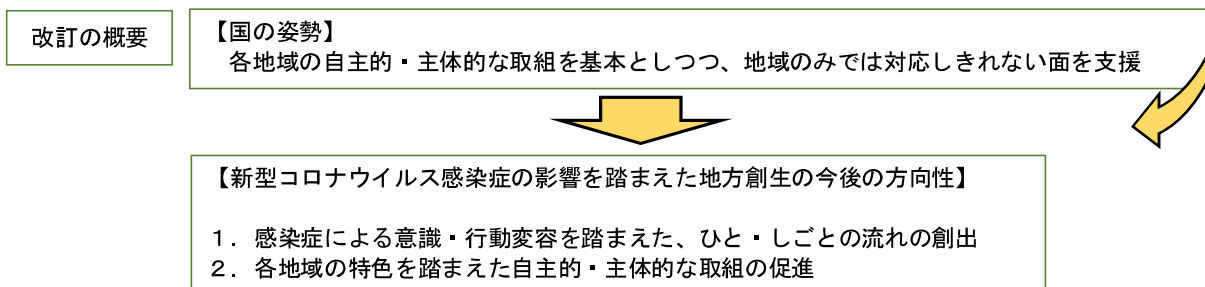 改訂の概要
【国の姿勢】
各地域の自主的・主体的な取組を基本としつつ、地域のみでは対応しきれない面を支援
【新型コロナウイルス感染症の影響を踏まえた地方創生の今後の方向性】
１．感染症による意識・行動変容を踏まえた、ひと・しごとの流れの創出
２．各地域の特色を踏まえた自主的・主体的な取組の促進